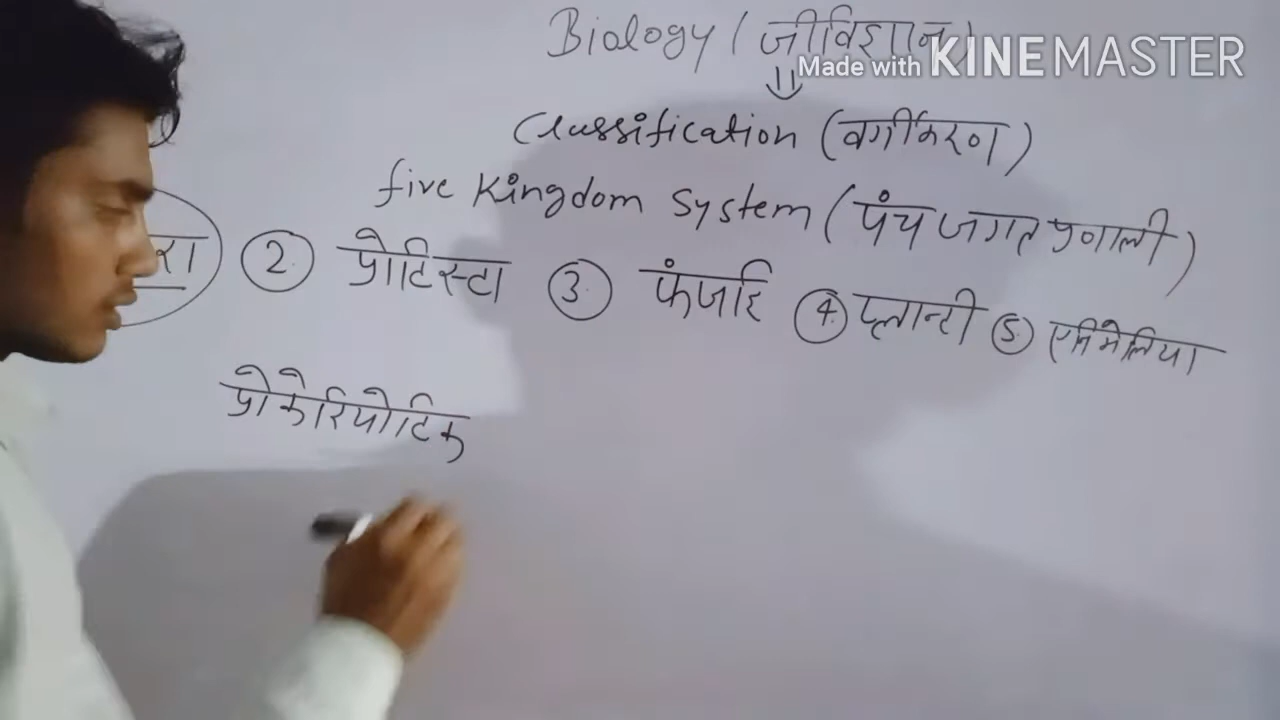 Biology (जीविज्ञान)
Made with KINEMASTER
Classification (वर्गीकरण)
five Kingdom System (पंच जगत प्रणाली)
रा ② प्रोटिस्टा ③ फंजाई ④ प्लान्टी ⑤ एनिमेलिया
प्रोकेरियोटिक